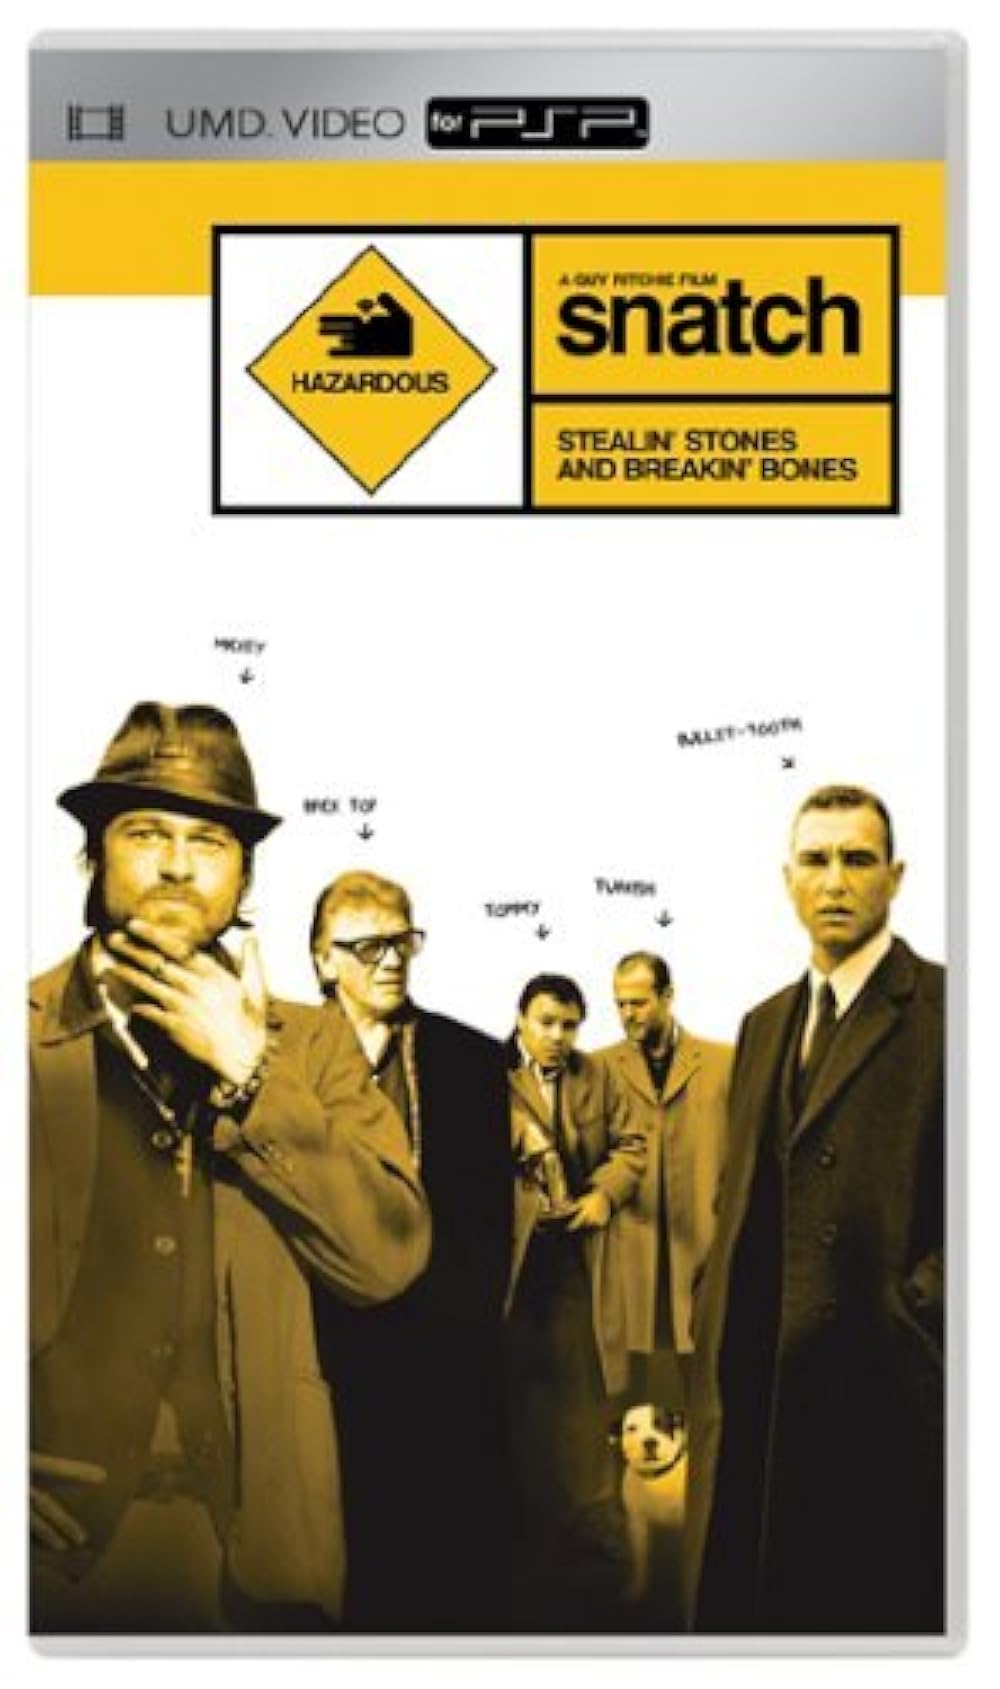 UMD. VIDEO for PSP
A GUY RITCHIE FILM
snatch
HAZARDOUS
STEALIN' STONES
AND BREAKIN' BONES
MICKEY
BRICK TOP
BULLET-TOOTH
TOMMY
TURKISH